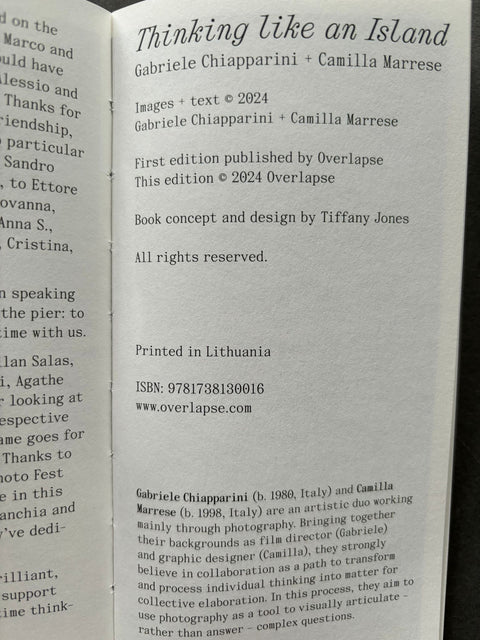 d on the
Marco and
uld have
lessio and
Thanks for
riendship,
particular
Sandro
, to Ettore
ovanna,
Anna S.,
, Cristina,
n speaking
the pier: to
time with us.
llan Salas,
i, Agathe
r looking at
espective
ame goes for
Thanks to
hoto Fest
e in this
anchia and
y've dedi-
rilliant,
support
time think-
Thinking like an Island
Gabriele Chiapparini + Camilla Marrese
Images + text © 2024
Gabriele Chiapparini + Camilla Marrese
First edition published by Overlapse
This edition © 2024 Overlapse
Book concept and design by Tiffany Jones
All rights reserved.
Printed in Lithuania
ISBN: 9781738130016
www.overlapse.com
Gabriele Chiapparini (b. 1980, Italy) and Camilla
Marrese (b. 1998, Italy) are an artistic duo working
mainly through photography. Bringing together
their backgrounds as film director (Gabriele)
and graphic designer (Camilla), they strongly
believe in collaboration as a path to transform
and process individual thinking into matter for
collective elaboration. In this process, they aim to
use photography as a tool to visually articulate –
rather than answer – complex questions.